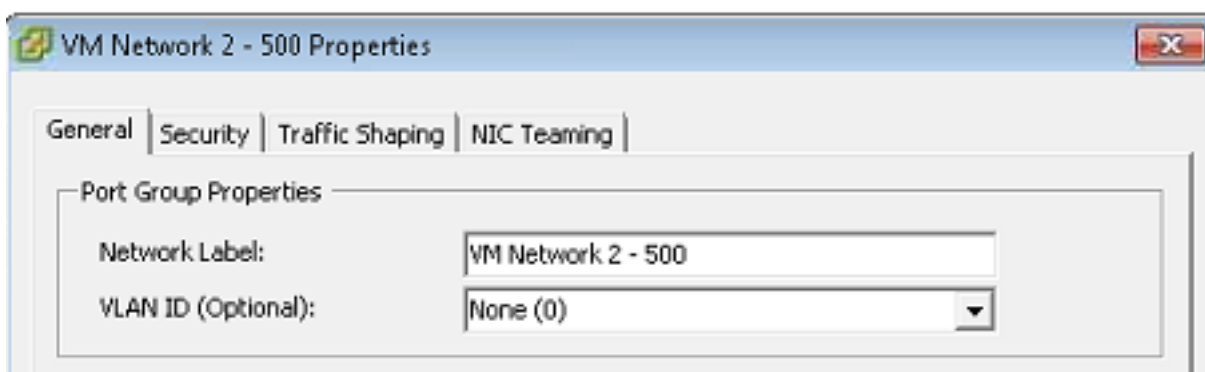 VM Network 2 - 500 Properties
General Security Traffic Shaping NIC Teaming
Port Group Properties
Network Label: VM Network 2 - 500
VLAN ID (Optional): None (0)